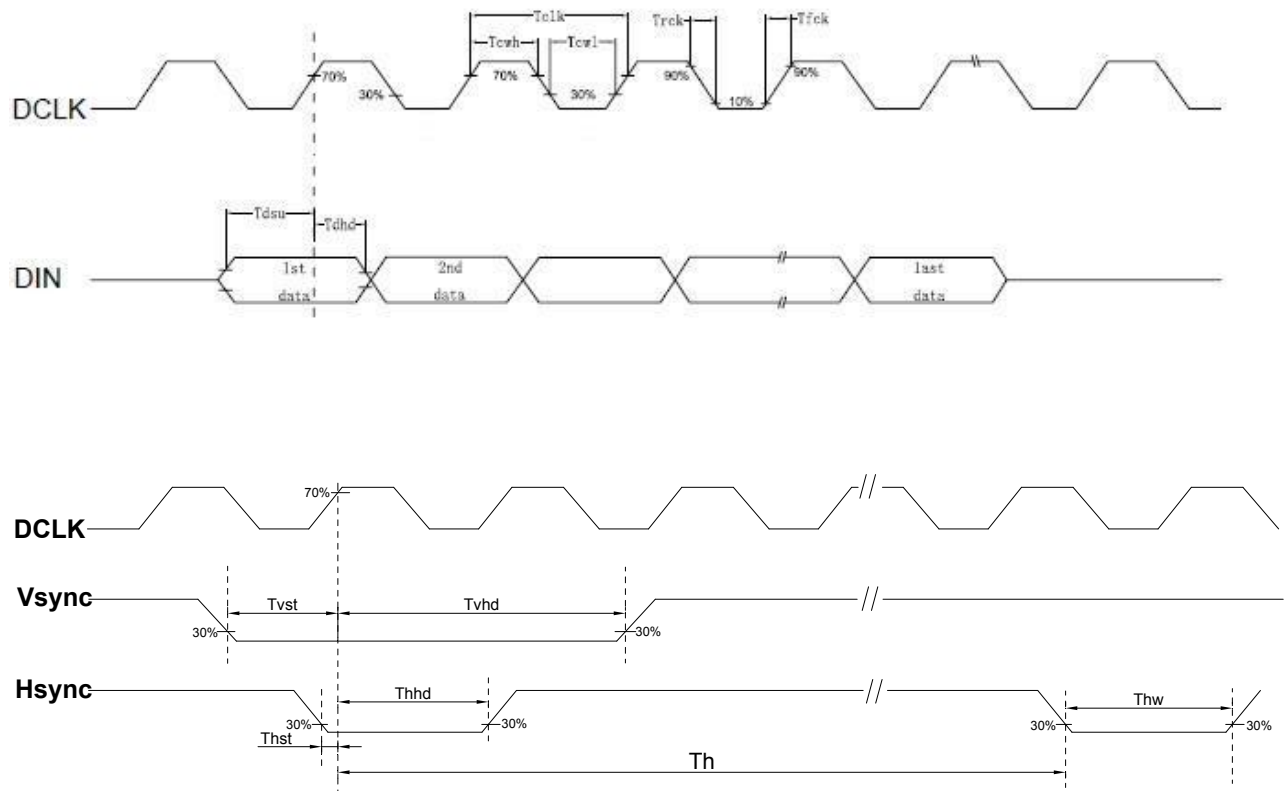 Tclk
Trck
Tfck
Tcwh
Tcwl
70%
30%
70%
30%
90%
10%
90%
DCLK
Tdsu
Tdhd
DIN
1st
data
2nd
data
last
data
70%
DCLK
Vsync
Tvst
Tvhd
30%
30%
Hsync
Thhd
Thw
30%
30%
30%
30%
Thst
Th